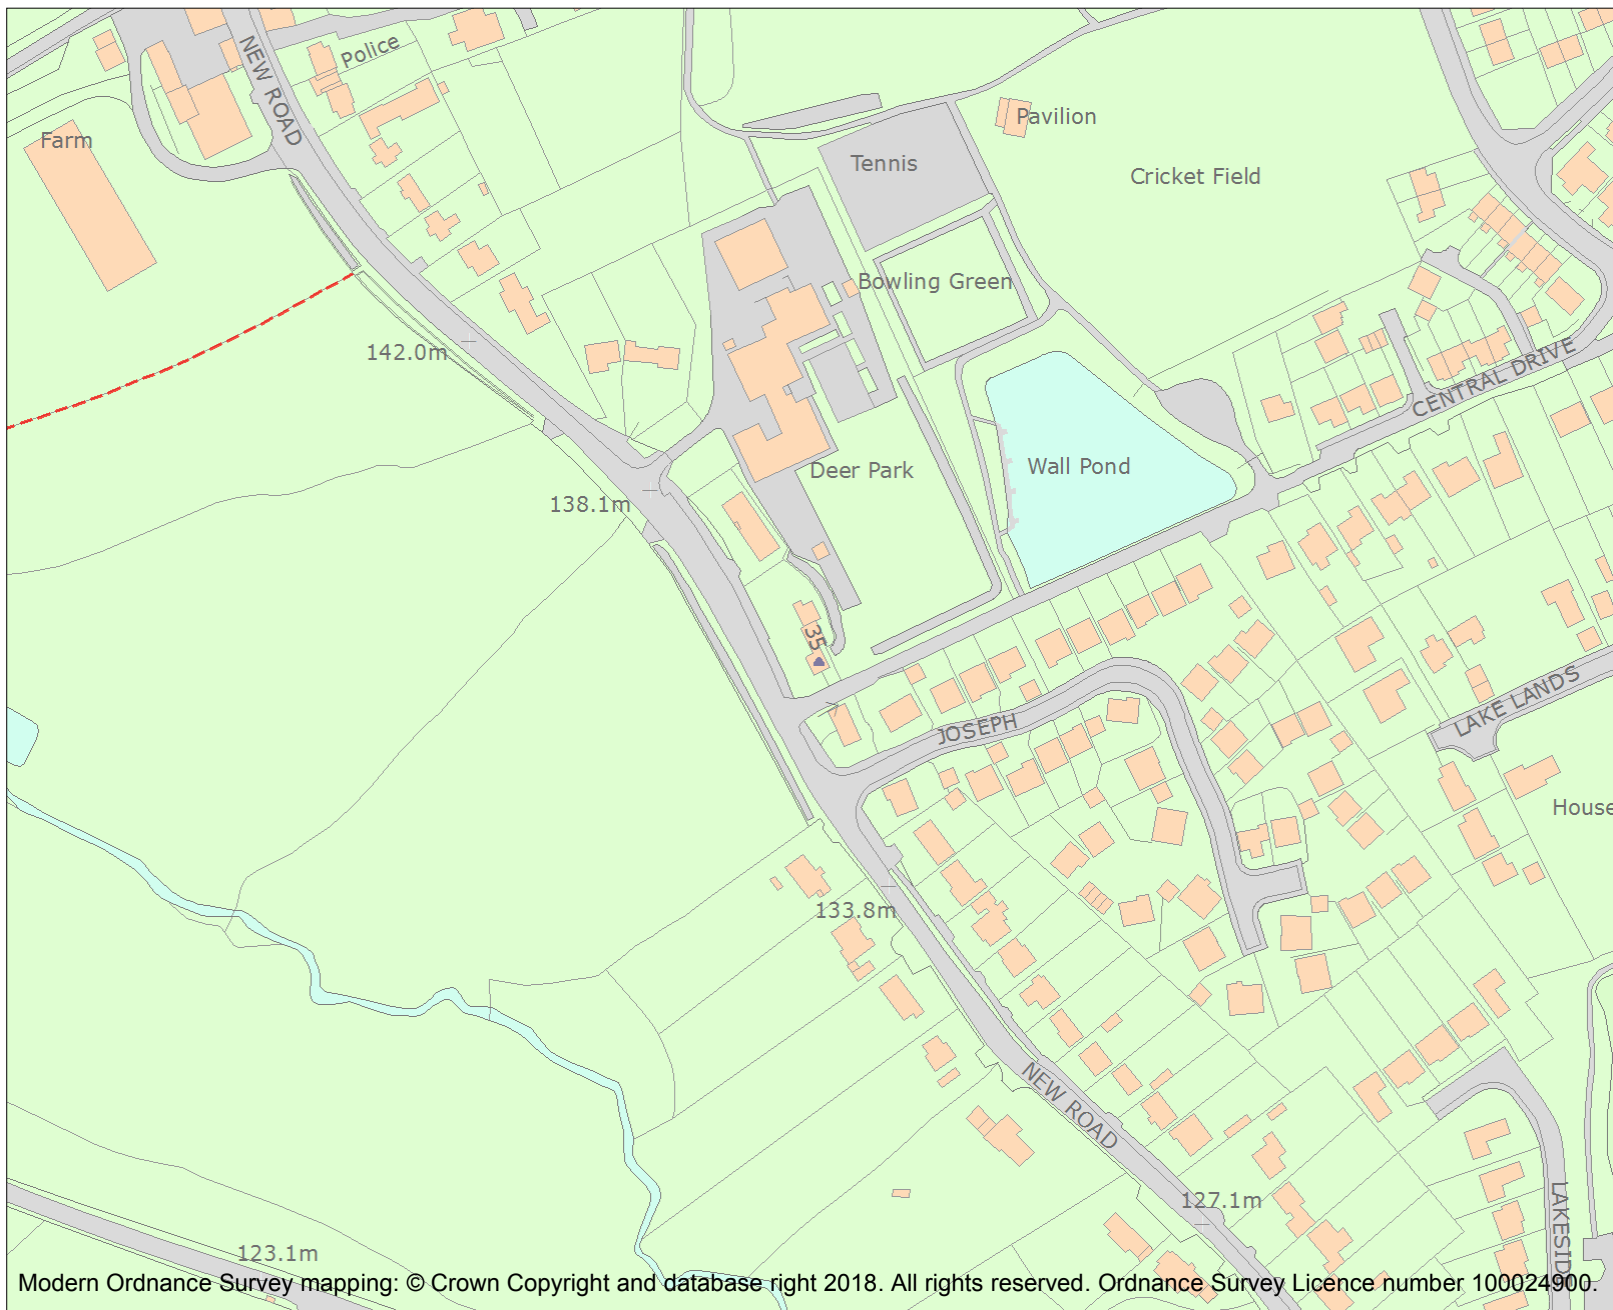 NEW ROAD
Police
Farm
Pavilion
Tennis
Cricket Field
Bowling Green
142.0m
CENTRAL DRIVE
Deer Park
Wall Pond
138.1m
35
LAKE LANDS
JOSEPH
House
133.8m
NEW ROAD
127.1m
LAKESIDE
123.1m
Modern Ordnance Survey mapping: © Crown Copyright and database right 2018. All rights reserved. Ordnance Survey Licence number 100024900.